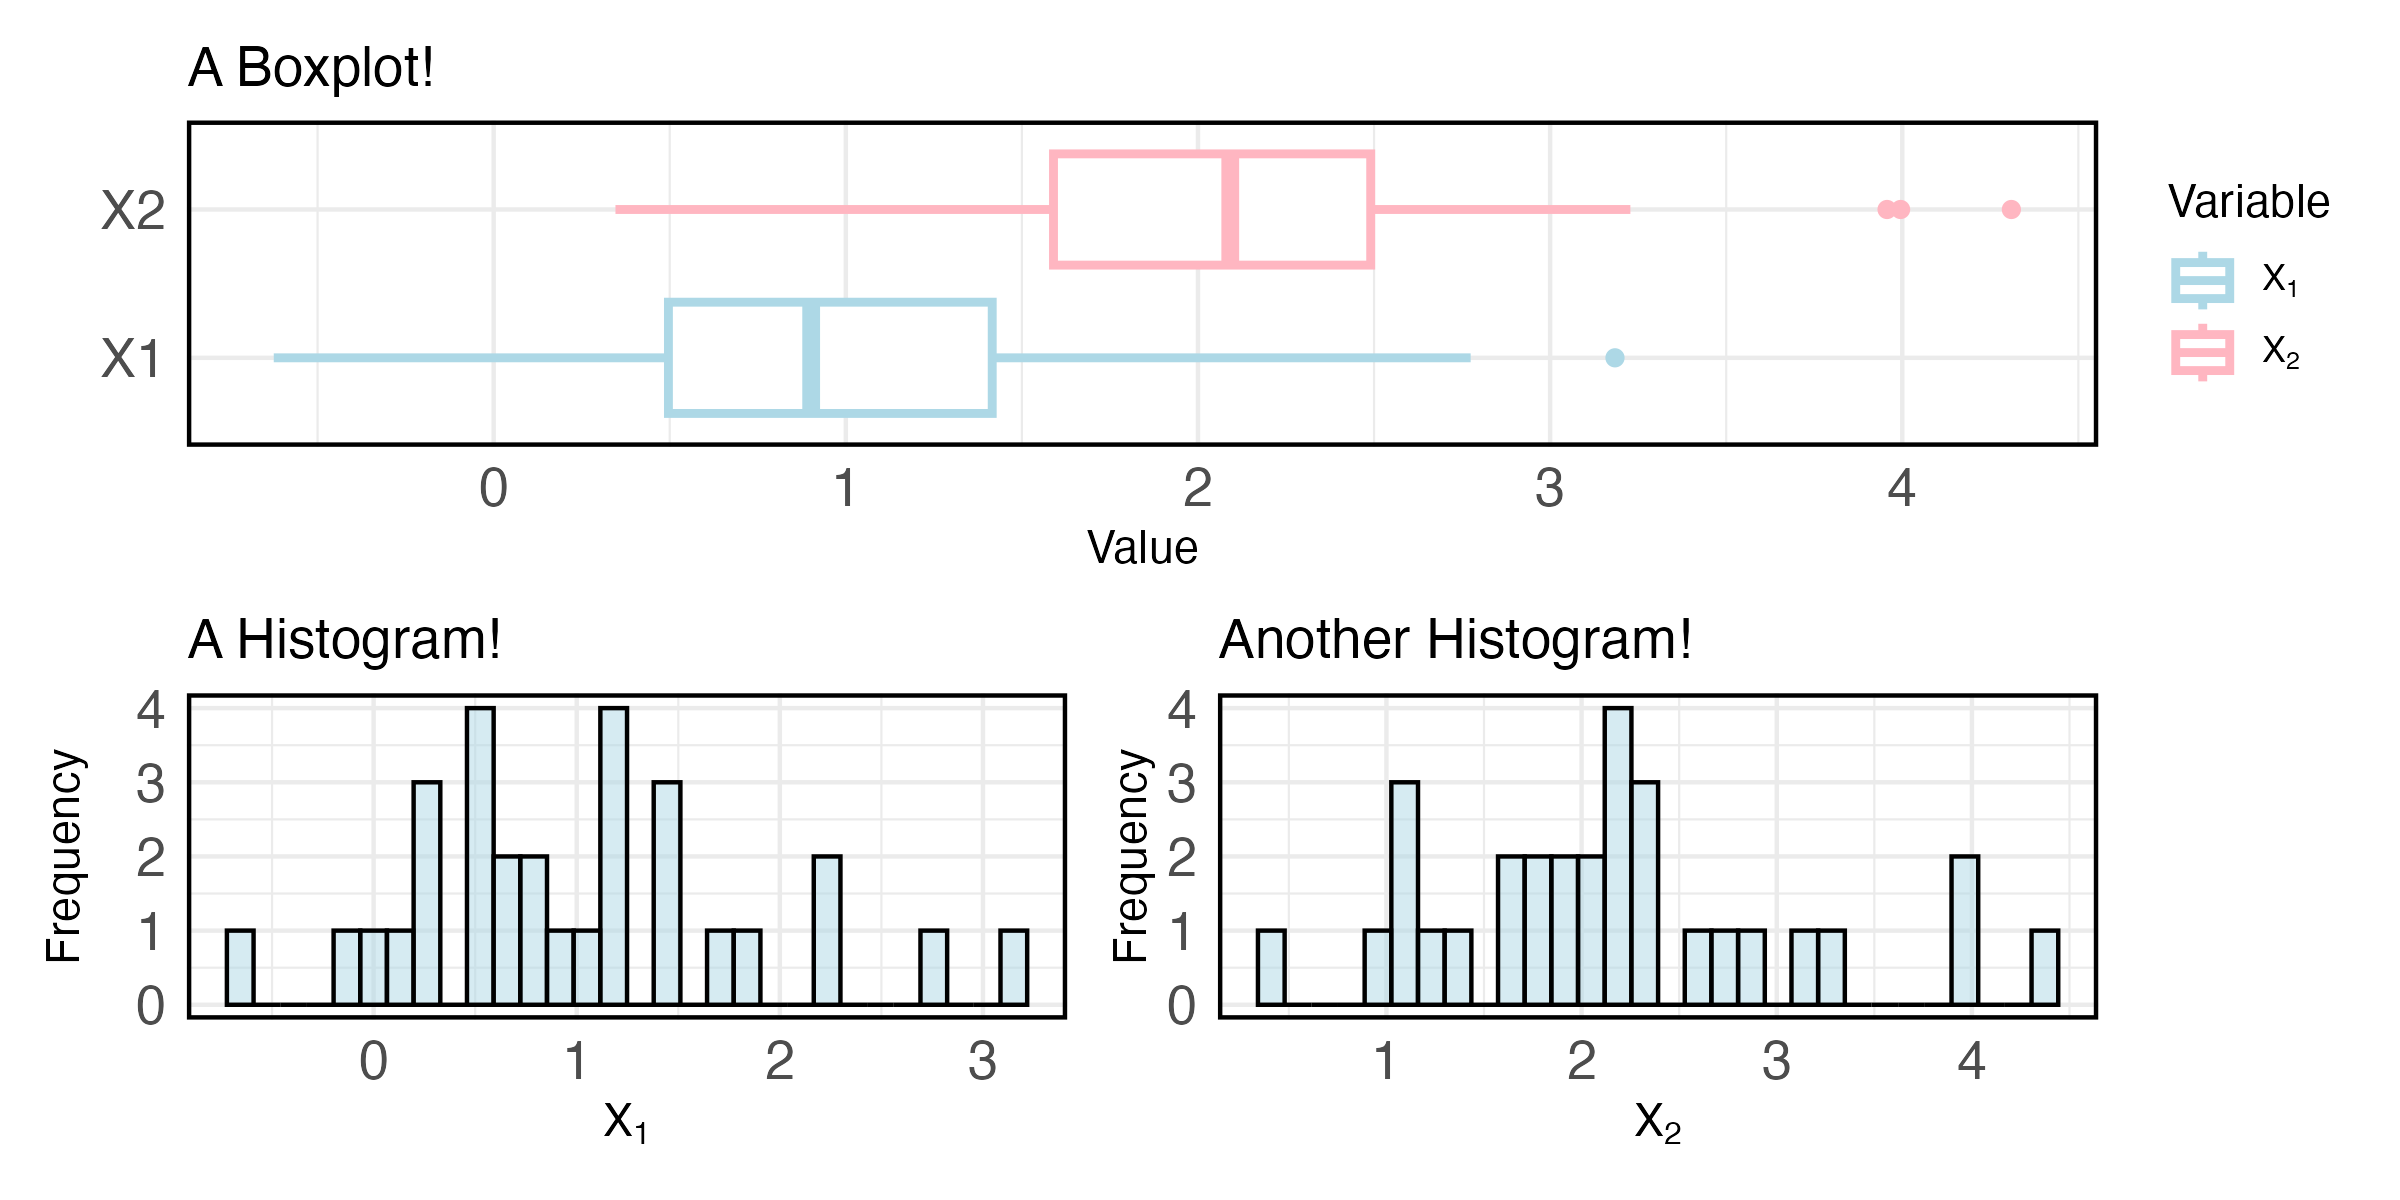 A Boxplot!
X2
X1
0 1 2 3 4
Value
Variable
X₁
X₂
A Histogram!
Frequency
4
3
2
1
0
0 1 2 3
X₁
Another Histogram!
Frequency
4
3
2
1
0
1 2 3 4
X₂